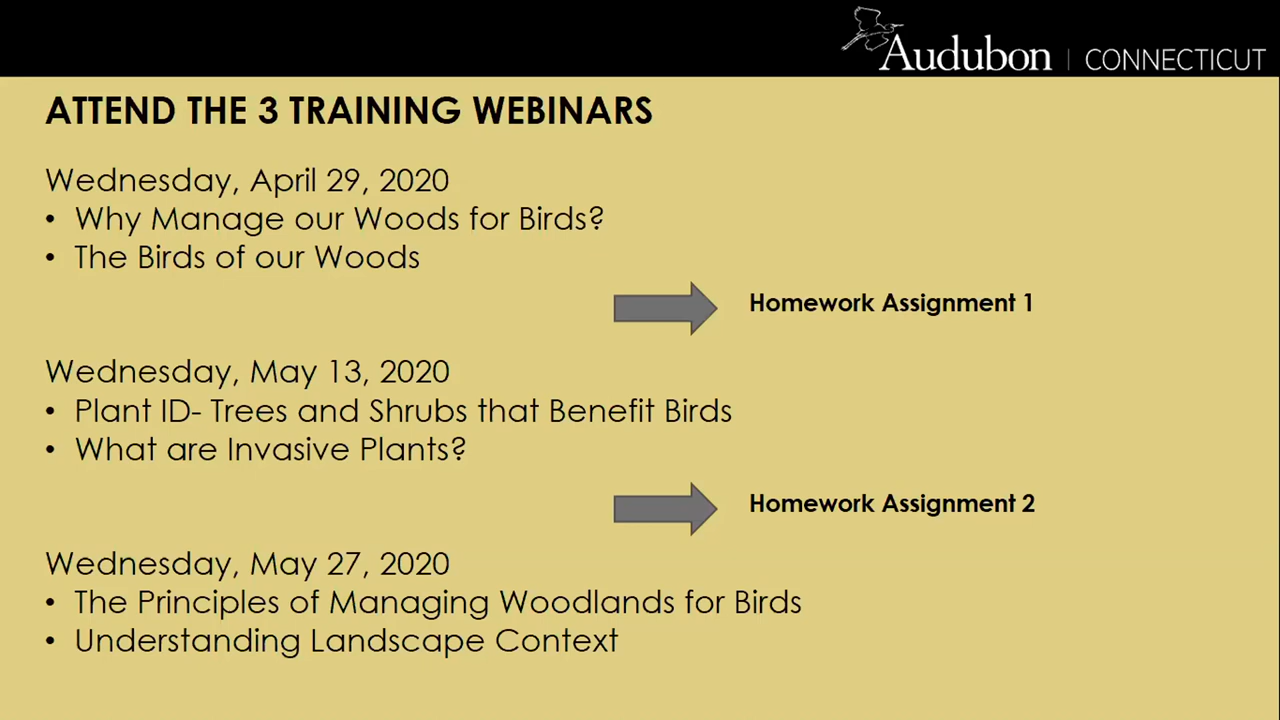 Audubon | CONNECTICUT
ATTEND THE 3 TRAINING WEBINARS
Wednesday, April 29, 2020
• Why Manage our Woods for Birds?
• The Birds of our Woods
Homework Assignment 1
Wednesday, May 13, 2020
• Plant ID- Trees and Shrubs that Benefit Birds
• What are Invasive Plants?
Homework Assignment 2
Wednesday, May 27, 2020
• The Principles of Managing Woodlands for Birds
• Understanding Landscape Context